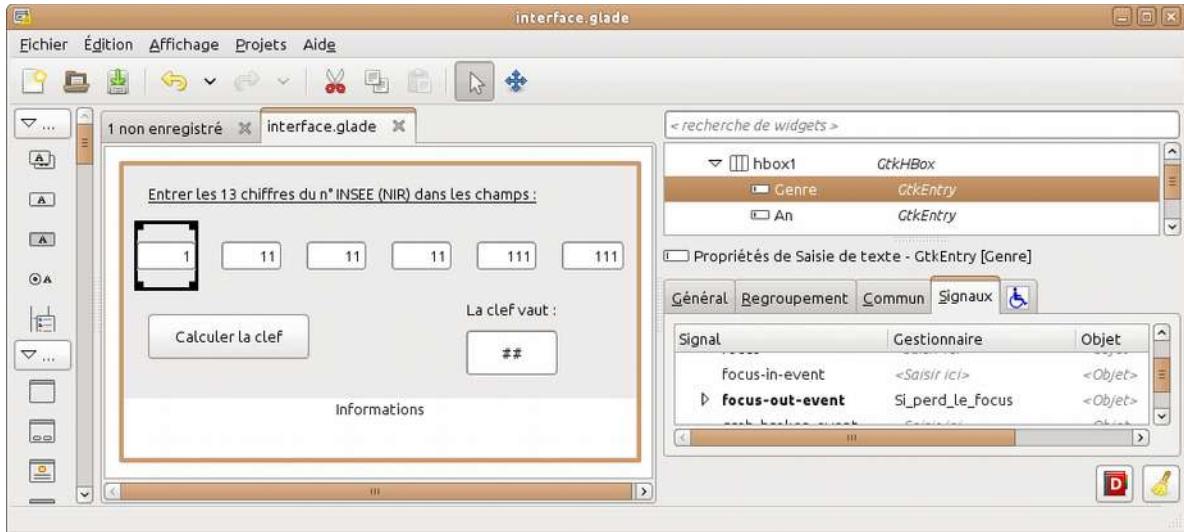 interface.glade
Fichier Édition Affichage Projets Aide
...
1 non enregistré
interface.glade
Entrer les 13 chiffres du n° INSEE (NIR) dans les champs :
1 11 11 11 111 111
La clef vaut :
Calculer la clef
##
Informations
...
< recherche de widgets >
hbox1 GtkHBox
Genre GtkEntry
An GtkEntry
Propriétés de Saisie de texte - GtkEntry [Genre]
Général Regroupement Commun Signaux
Signal Gestionnaire Objet
focus-in-event <Saisir ici> <Objet>
focus-out-event Si_perd_le_focus <Objet>